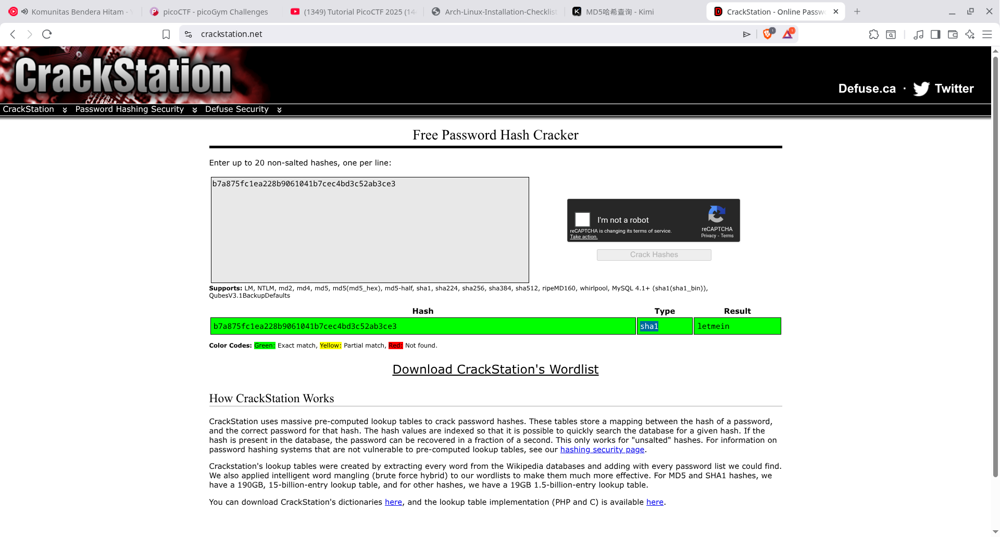 Komunitas Bendera Hitam -
picoCTF - picoGym Challenges
(1349) Tutorial PicoCTF 2025 (14
Arch-Linux-Installation-Checklist
MD5哈希查询 - Kimi
CrackStation - Online Passw
crackstation.net
CrackStation
Defuse.ca · Twitter
CrackStation Password Hashing Security Defuse Security
Free Password Hash Cracker
Enter up to 20 non-salted hashes, one per line:
b7a875fc1ea228b9061041b7cec4bd3c52ab3ce3
I'm not a robot
reCAPTCHA is changing its terms of service.
Take action.
reCAPTCHA
Privacy - Terms
Crack Hashes
Supports: LM, NTLM, md2, md4, md5, md5(md5_hex), md5-half, sha1, sha224, sha256, sha384, sha512, ripeMD160, whirlpool, MySQL 4.1+ (sha1(sha1_bin)),
QubesV3.1BackupDefaults
Hash Type Result
b7a875fc1ea228b9061041b7cec4bd3c52ab3ce3 sha1 letmein
Color Codes: Green: Exact match, Yellow: Partial match, Red: Not found.
Download CrackStation's Wordlist
How CrackStation Works
CrackStation uses massive pre-computed lookup tables to crack password hashes. These tables store a mapping between the hash of a password,
and the correct password for that hash. The hash values are indexed so that it is possible to quickly search the database for a given hash. If the
hash is present in the database, the password can be recovered in a fraction of a second. This only works for "unsalted" hashes. For information on
password hashing systems that are not vulnerable to pre-computed lookup tables, see our hashing security page.
Crackstation's lookup tables were created by extracting every word from the Wikipedia databases and adding with every password list we could find.
We also applied intelligent word mangling (brute force hybrid) to our wordlists to make them much more effective. For MD5 and SHA1 hashes, we
have a 190GB, 15-billion-entry lookup table, and for other hashes, we have a 19GB 1.5-billion-entry lookup table.
You can download CrackStation's dictionaries here, and the lookup table implementation (PHP and C) is available here.